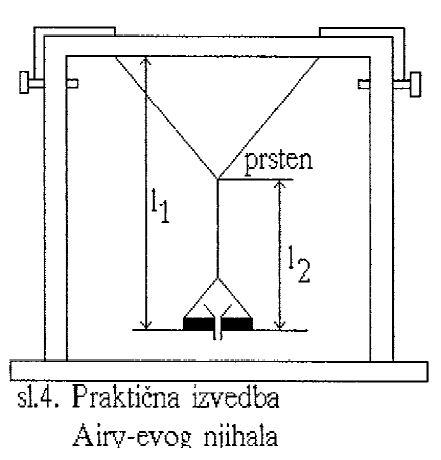 prsten
l1
l2
sl.4. Praktična izvedba
Airy-evog njihala